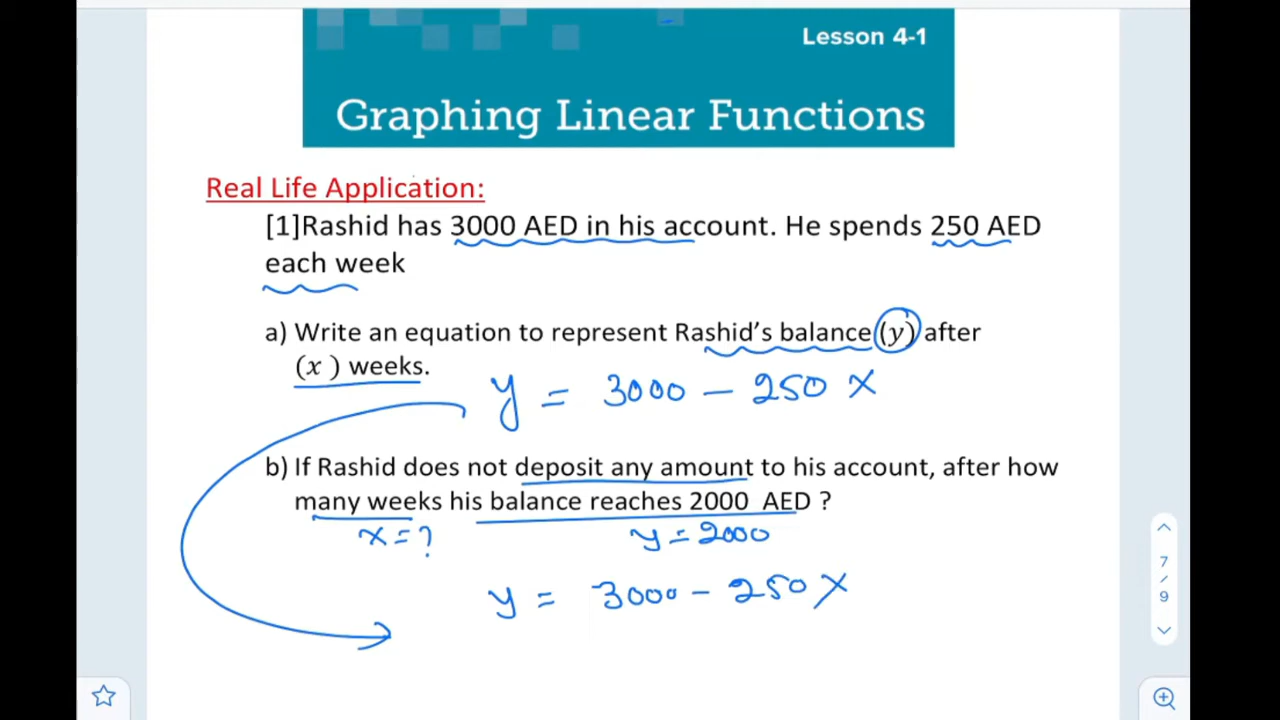 Lesson 4-1
Graphing Linear Functions
Real Life Application:
[1]Rashid has 3000 AED in his account. He spends 250 AED
each week
a) Write an equation to represent Rashid's balance (y) after
(x ) weeks.
y = 3000 - 250 x
b) If Rashid does not deposit any amount to his account, after how
many weeks his balance reaches 2000 AED ?
x = ? y = 2000
y = 3000 - 250 x
7
/
9